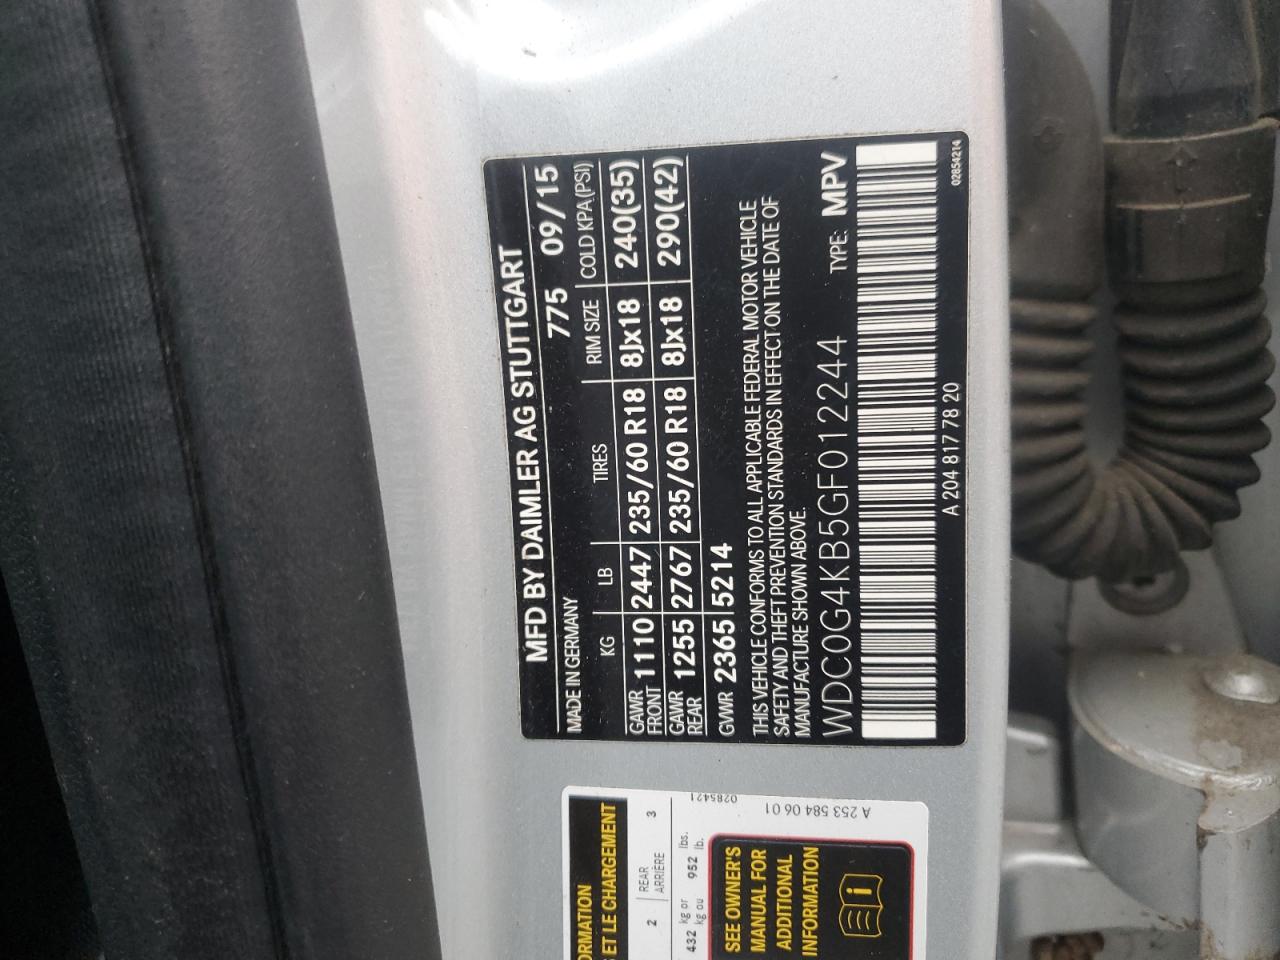 MFD BY DAIMLER AG STUTTGART
MADE IN GERMANY 775 09/15
KG LB TIRES RIM SIZE COLD KPA(PSI)
GAWR FRONT 1110 2447 235/60 R18 8Jx18 240(35)
GAWR REAR 1255 2767 235/60 R18 8Jx18 290(42)
GVWR 2365 5214
THIS VEHICLE CONFORMS TO ALL APPLICABLE FEDERAL MOTOR VEHICLE
SAFETY AND THEFT PREVENTION STANDARDS IN EFFECT ON THE DATE OF
MANUFACTURE SHOWN ABOVE.
WDC0G4KB5GF012244 TYPE: MPV
A 204 817 78 20 02854214
ORMATION
ET LE CHARGEMENT
2 REAR ARRIÈRE 3
432 kg or kg ou 952 lbs. lb.
SEE OWNER'S
MANUAL FOR
ADDITIONAL
INFORMATION
0285421
A 253 584 06 01